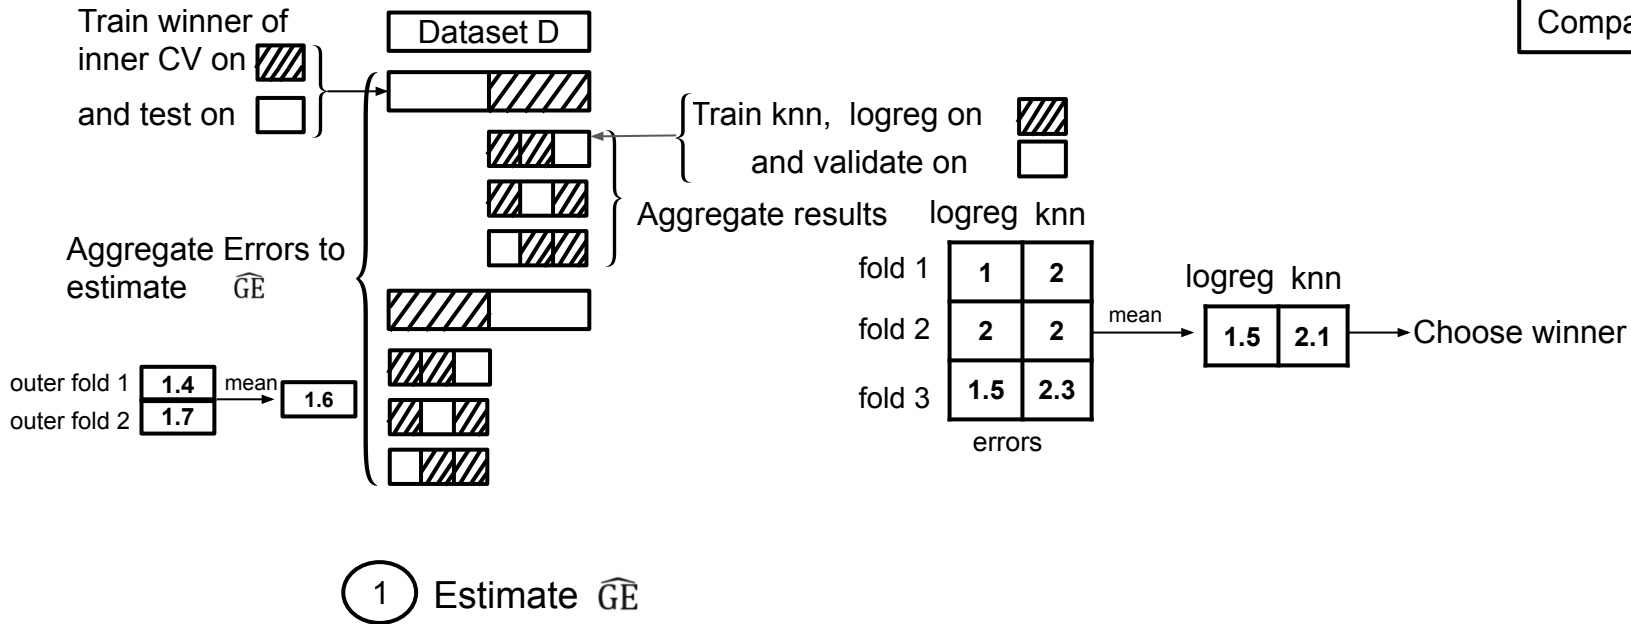 Train winner of
inner CV on
and test on
Dataset D
Train knn, logreg on
and validate on
Aggregate results
Aggregate Errors to
estimate ĜE
outer fold 1 1.4
outer fold 2 1.7
mean
1.6
logreg knn
fold 1 1 2
fold 2 2 2
fold 3 1.5 2.3
errors
mean
logreg knn
1.5 2.1
Choose winner
1 Estimate ĜE